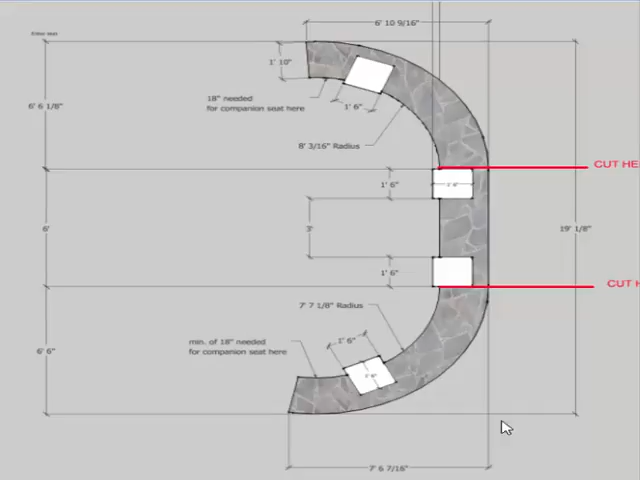 6' 10 9/16"
1' 10"
18" needed
for companion seat here
1' 6"
6' 6 1/8"
8' 3/16" Radius
CUT HE
1' 6"
3'
6'
19' 1/8"
1' 6"
CUT H
7' 7 1/8" Radius
min. of 18" needed
for companion seat here
1' 6"
6' 6"
7' 6 7/16"